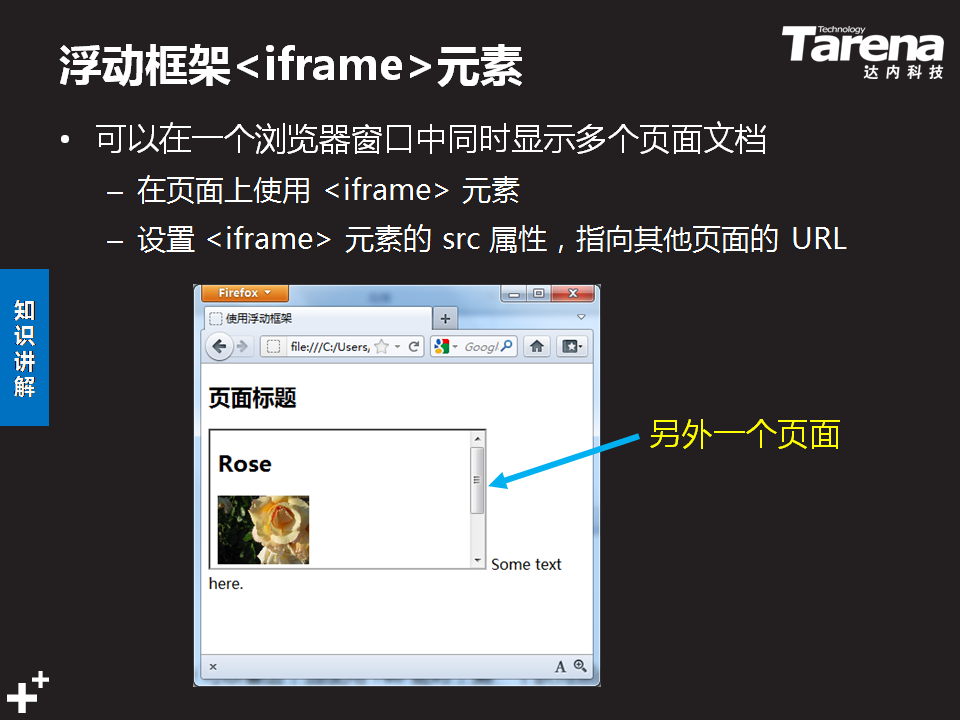 浮动框架<iframe>元素
Technology
Tarena
达内科技
• 可以在一个浏览器窗口中同时显示多个页面文档
– 在页面上使用 <iframe> 元素
– 设置 <iframe> 元素的 src 属性，指向其他页面的 URL
知识讲解
Firefox
使用浮动框架
file:///C:/Users,
Googl
页面标题
Rose
Some text
here.
另外一个页面